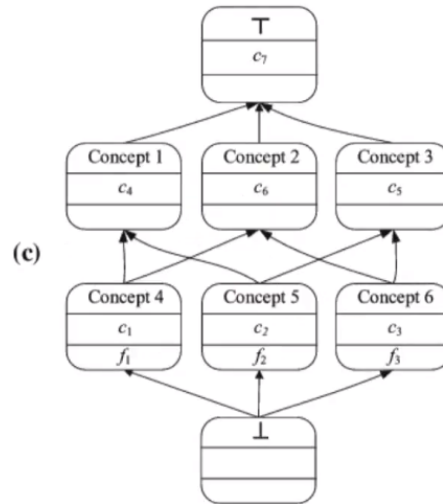 ⊤
c₇
Concept 1 Concept 2 Concept 3
c₄ c₆ c₅
(c)
Concept 4 Concept 5 Concept 6
c₁ c₂ c₃
f₁ f₂ f₃
⊥